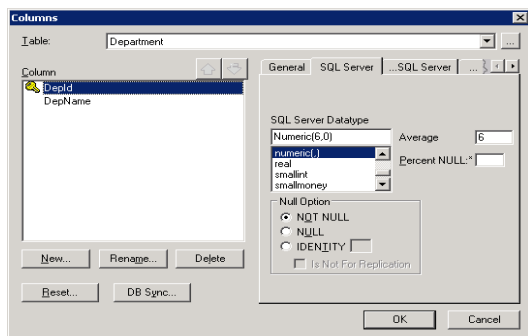 Columns
Table:
Department
...
Column
DepId
DepName
New...
Rename...
Delete
Reset...
DB Sync...
General
SQL Server
...SQL Server
...
SQL Server Datatype
Numeric(6,0)
numeric(,)
real
smallint
smallmoney
Average
6
Percent NULL:*
Null Option
NOT NULL
NULL
IDENTITY
Is Not For Replication
OK
Cancel